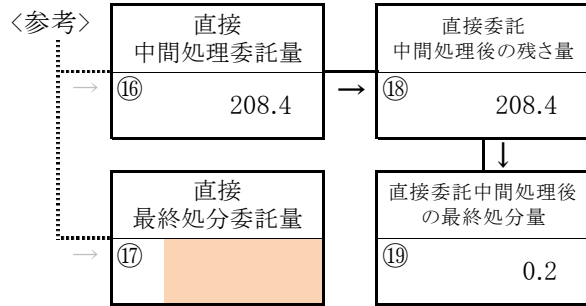 〈参考〉
直接
中間処理委託量
→
⑯
208.4
→
直接委託
中間処理後の残さ量
⑱
208.4
↓
直接
最終処分委託量
→
⑰
直接委託中間処理後
の最終処分量
⑲
0.2